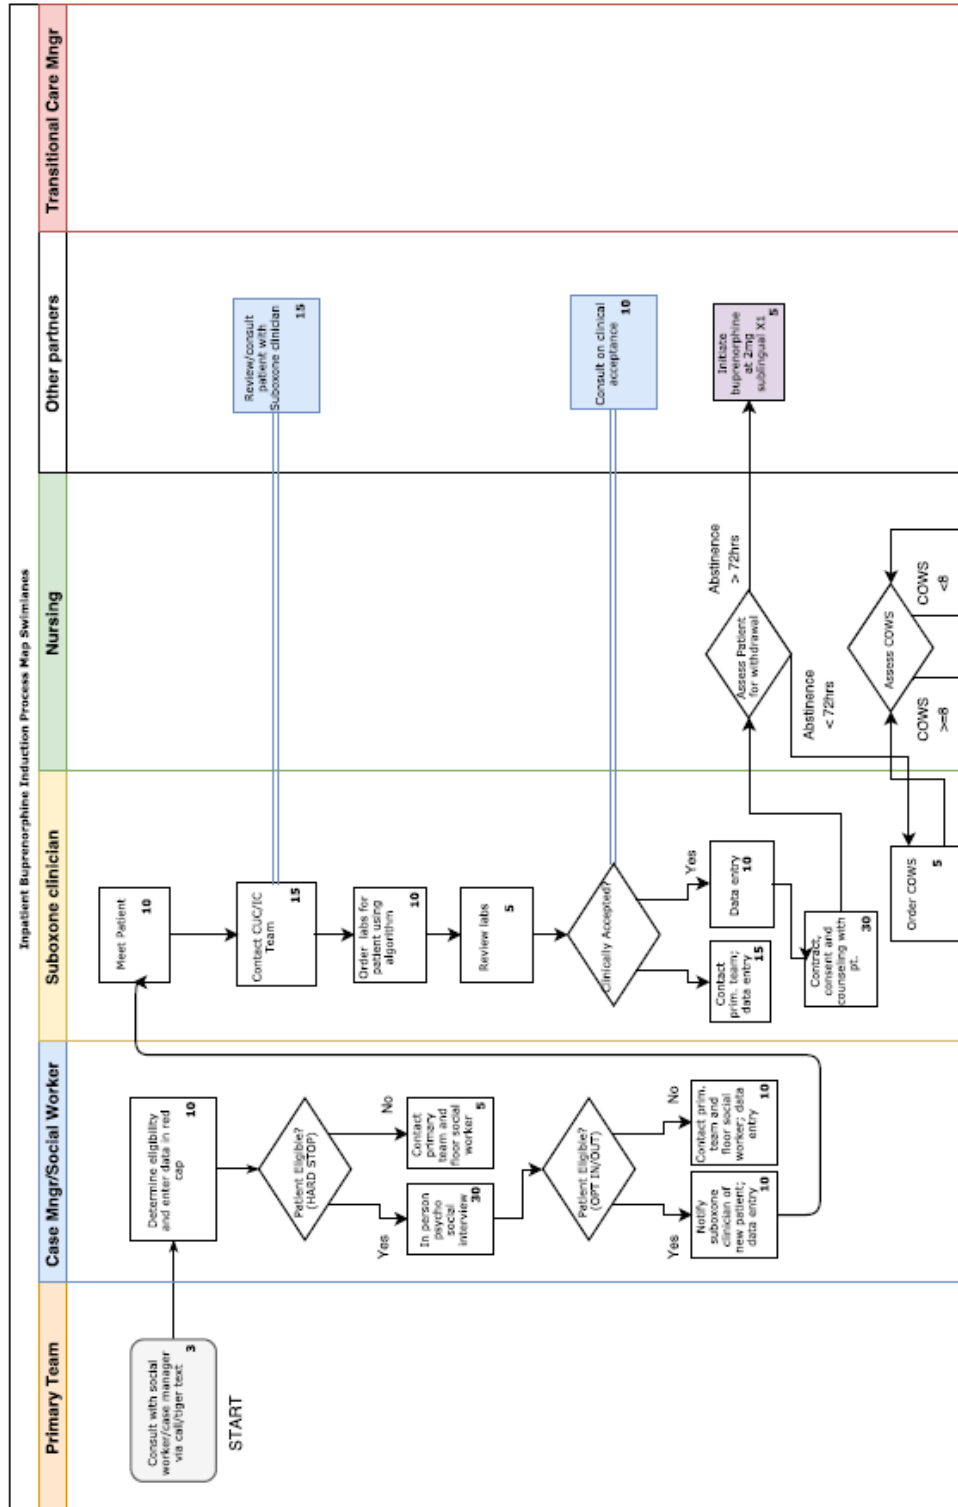 Inpatient Buprenorphine Induction Process Map Swimlanes
Primary Team
Case Mngr/Social Worker
Suboxone clinician
Nursing
Other partners
Transitional Care Mngr
Consult with social
worker/case manager
via call/tiger text
3
START
Determine eligibility
and enter data in red
cap
10
Patient Eligible?
(HARD STOP)
Yes
No
In person
psycho
social
interview
30
Contact
primary
team and
floor social
worker
5
Patient Eligible?
(OPT IN/OUT)
Yes
No
Notify
suboxone
clinician of
new patient;
data entry
10
Contact prim.
team and
floor social
worker; data
entry
10
Meet Patient
10
Contact CUC/IC
Team
15
Review/consult
patient with
Suboxone clinician
15
Order labs for
patient using
algorithm
10
Review labs
5
Clinically Accepted?
Consult on clinical
acceptance
10
Yes
Contact
prim. team;
data entry
15
Data entry
10
Contract,
consent and
counseling with
pt.
30
Assess Patient
for withdrawal
Abstinence
> 72hrs
Abstinence
< 72hrs
Initiate
buprenorphine
at 2mg
sublingual X1
5
Order COWS
5
Assess COWS
COWS
>=8
COWS
<8